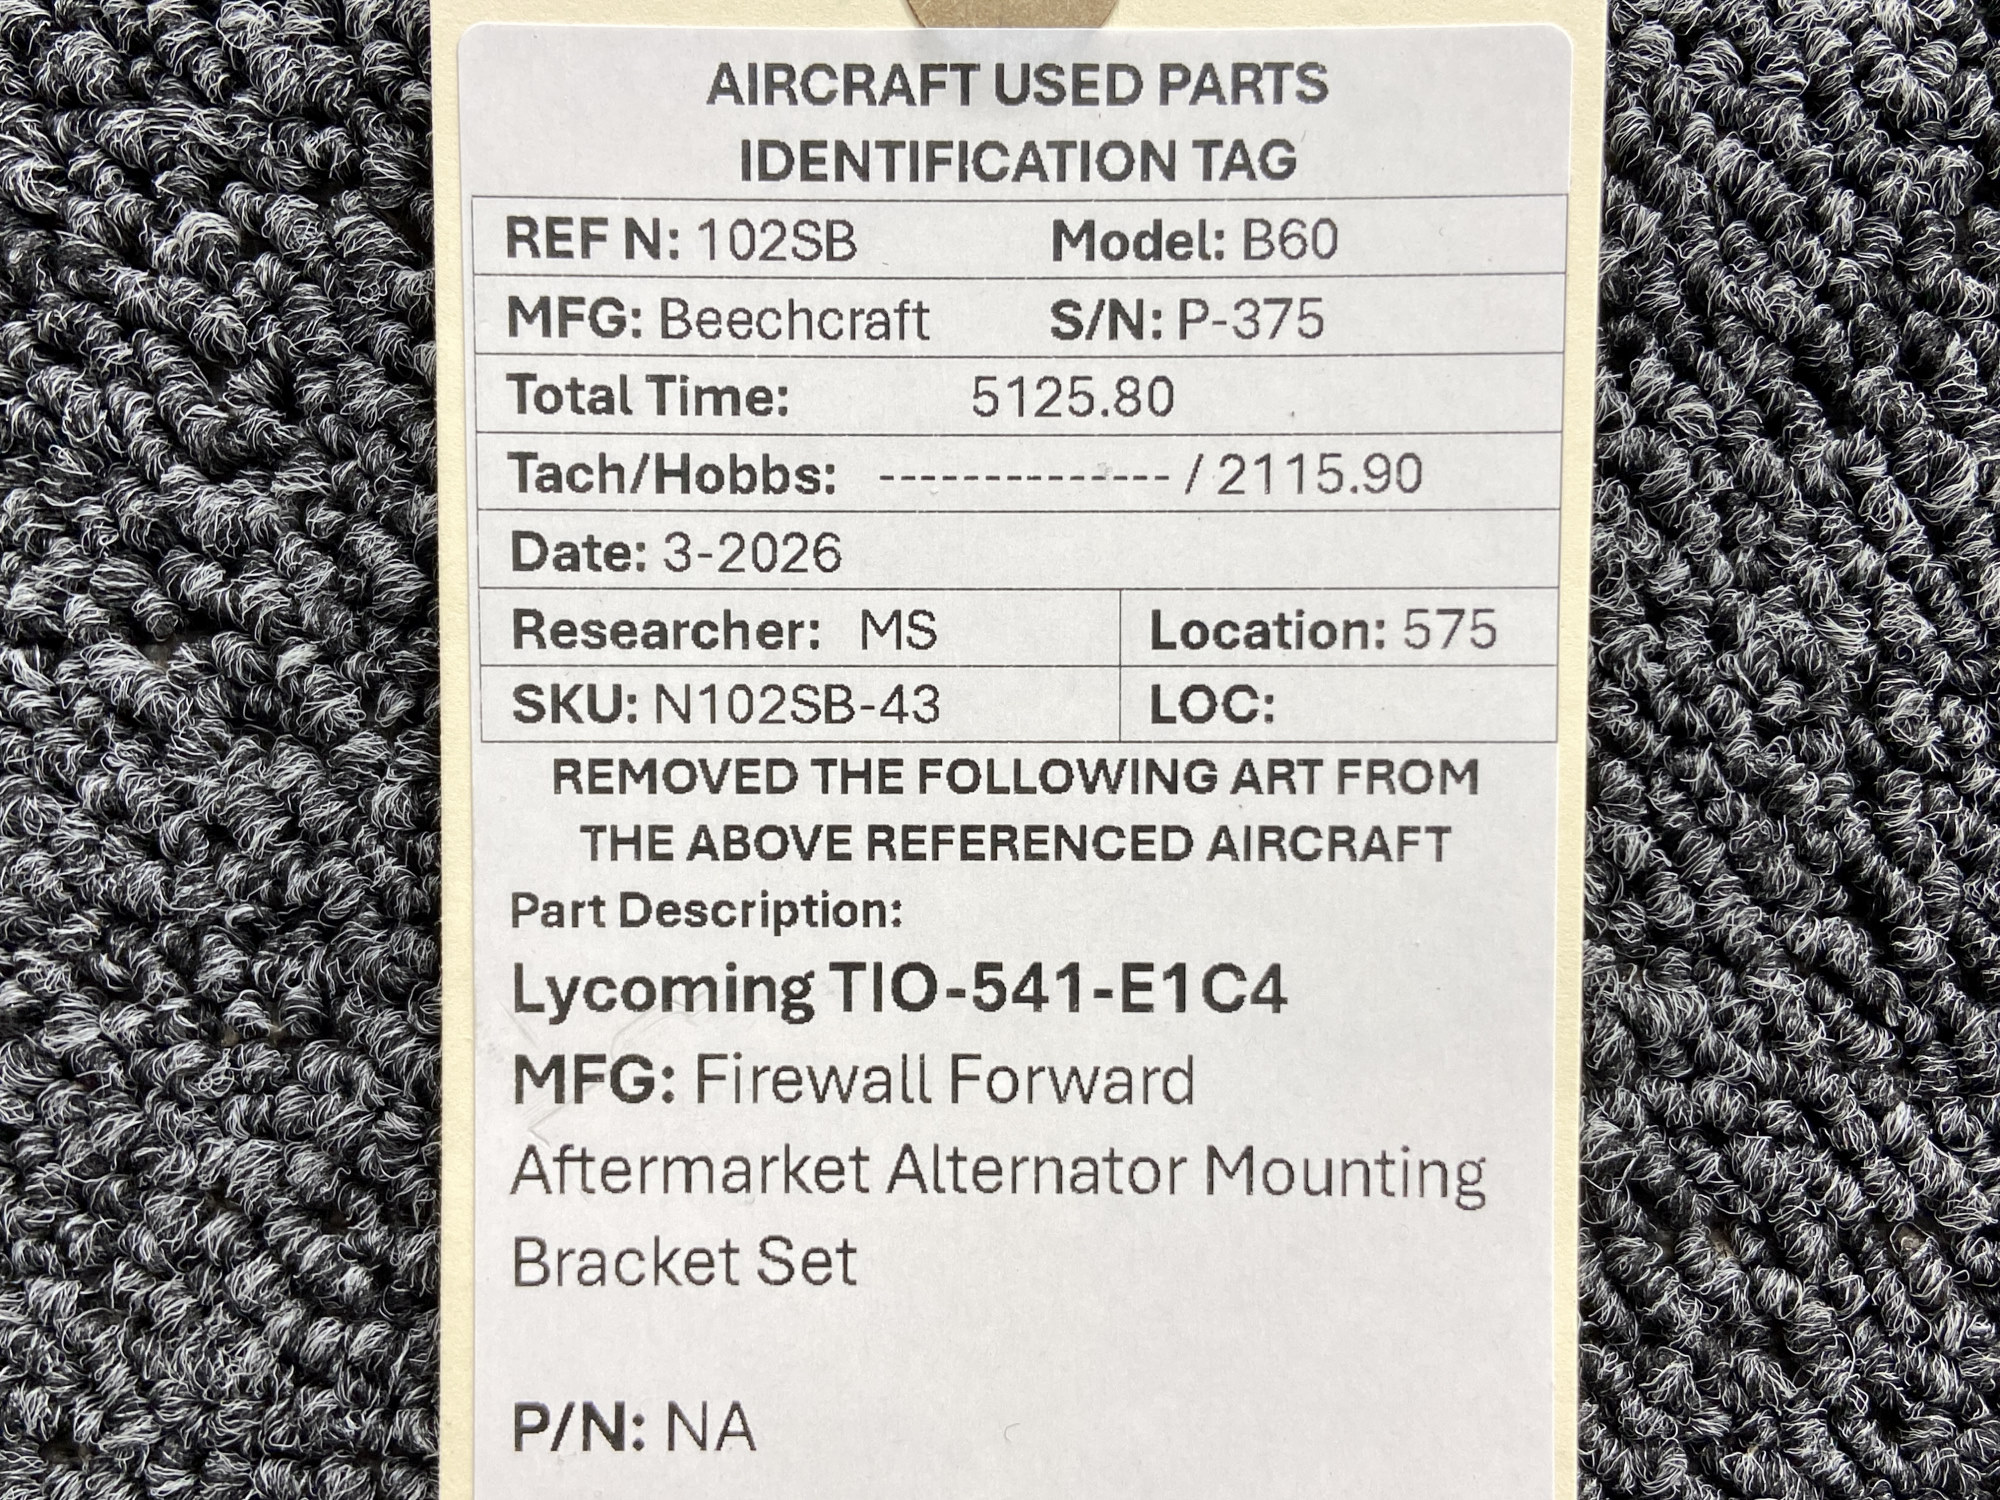 AIRCRAFT USED PARTS
IDENTIFICATION TAG
REF N: 102SB Model: B60
MFG: Beechcraft S/N: P-375
Total Time: 5125.80
Tach/Hobbs: -------------- / 2115.90
Date: 3-2026
Researcher: MS Location: 575
SKU: N102SB-43 LOC:
REMOVED THE FOLLOWING ART FROM
THE ABOVE REFERENCED AIRCRAFT
Part Description:
Lycoming TIO-541-E1C4
MFG: Firewall Forward
Aftermarket Alternator Mounting
Bracket Set
P/N: NA